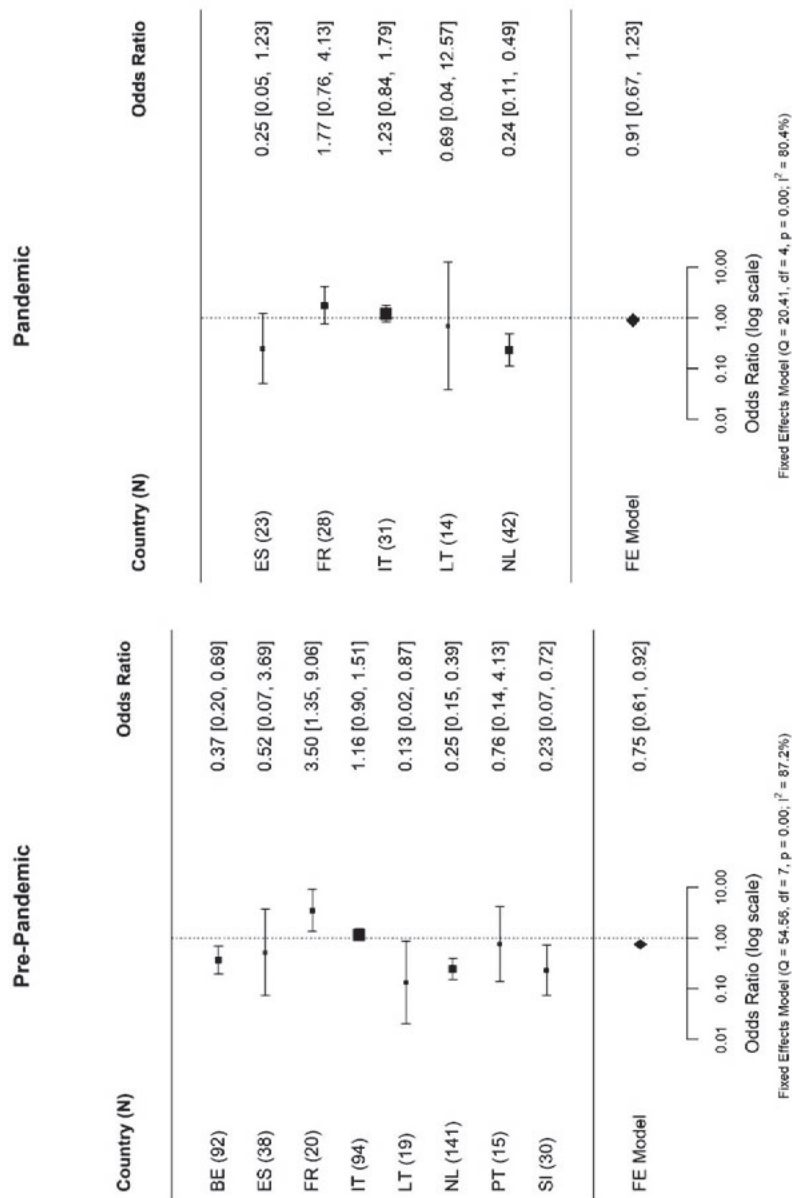 Pre-Pandemic
Country (N) Odds Ratio
BE (92) 0.37 [0.20, 0.69]
ES (38) 0.52 [0.07, 3.69]
FR (20) 3.50 [1.35, 9.06]
IT (94) 1.16 [0.90, 1.51]
LT (19) 0.13 [0.02, 0.87]
NL (141) 0.25 [0.15, 0.39]
PT (15) 0.76 [0.14, 4.13]
SI (30) 0.23 [0.07, 0.72]
FE Model 0.75 [0.61, 0.92]
0.01 0.10 1.00 10.00
Odds Ratio (log scale)
Fixed Effects Model (Q = 54.56, df = 7, p = 0.00; I² = 87.2%)
Pandemic
Country (N) Odds Ratio
ES (23) 0.25 [0.05, 1.23]
FR (28) 1.77 [0.76, 4.13]
IT (31) 1.23 [0.84, 1.79]
LT (14) 0.69 [0.04, 12.57]
NL (42) 0.24 [0.11, 0.49]
FE Model 0.91 [0.67, 1.23]
0.01 0.10 1.00 10.00
Odds Ratio (log scale)
Fixed Effects Model (Q = 20.41, df = 4, p = 0.00; I² = 80.4%)